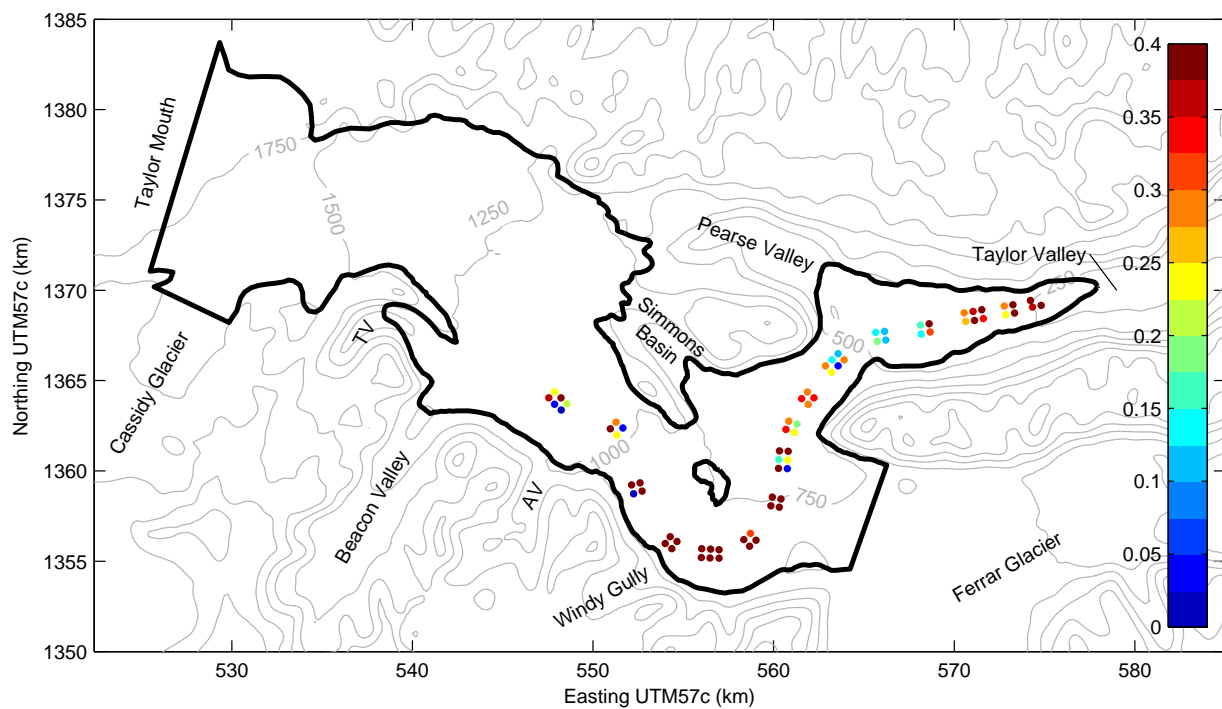 1385
1380
1375
1370
1365
1360
1355
1350
Northing UTM57c (km)
530
540
550
560
570
580
Easting UTM57c (km)
Taylor Mouth
1750
1500
1250
Pearse Valley
Taylor Valley
250
500
Simmons
Basin
TV
Cassidy Glacier
Beacon Valley
AV
1000
750
Windy Gully
Ferrar Glacier
0.4
0.35
0.3
0.25
0.2
0.15
0.1
0.05
0